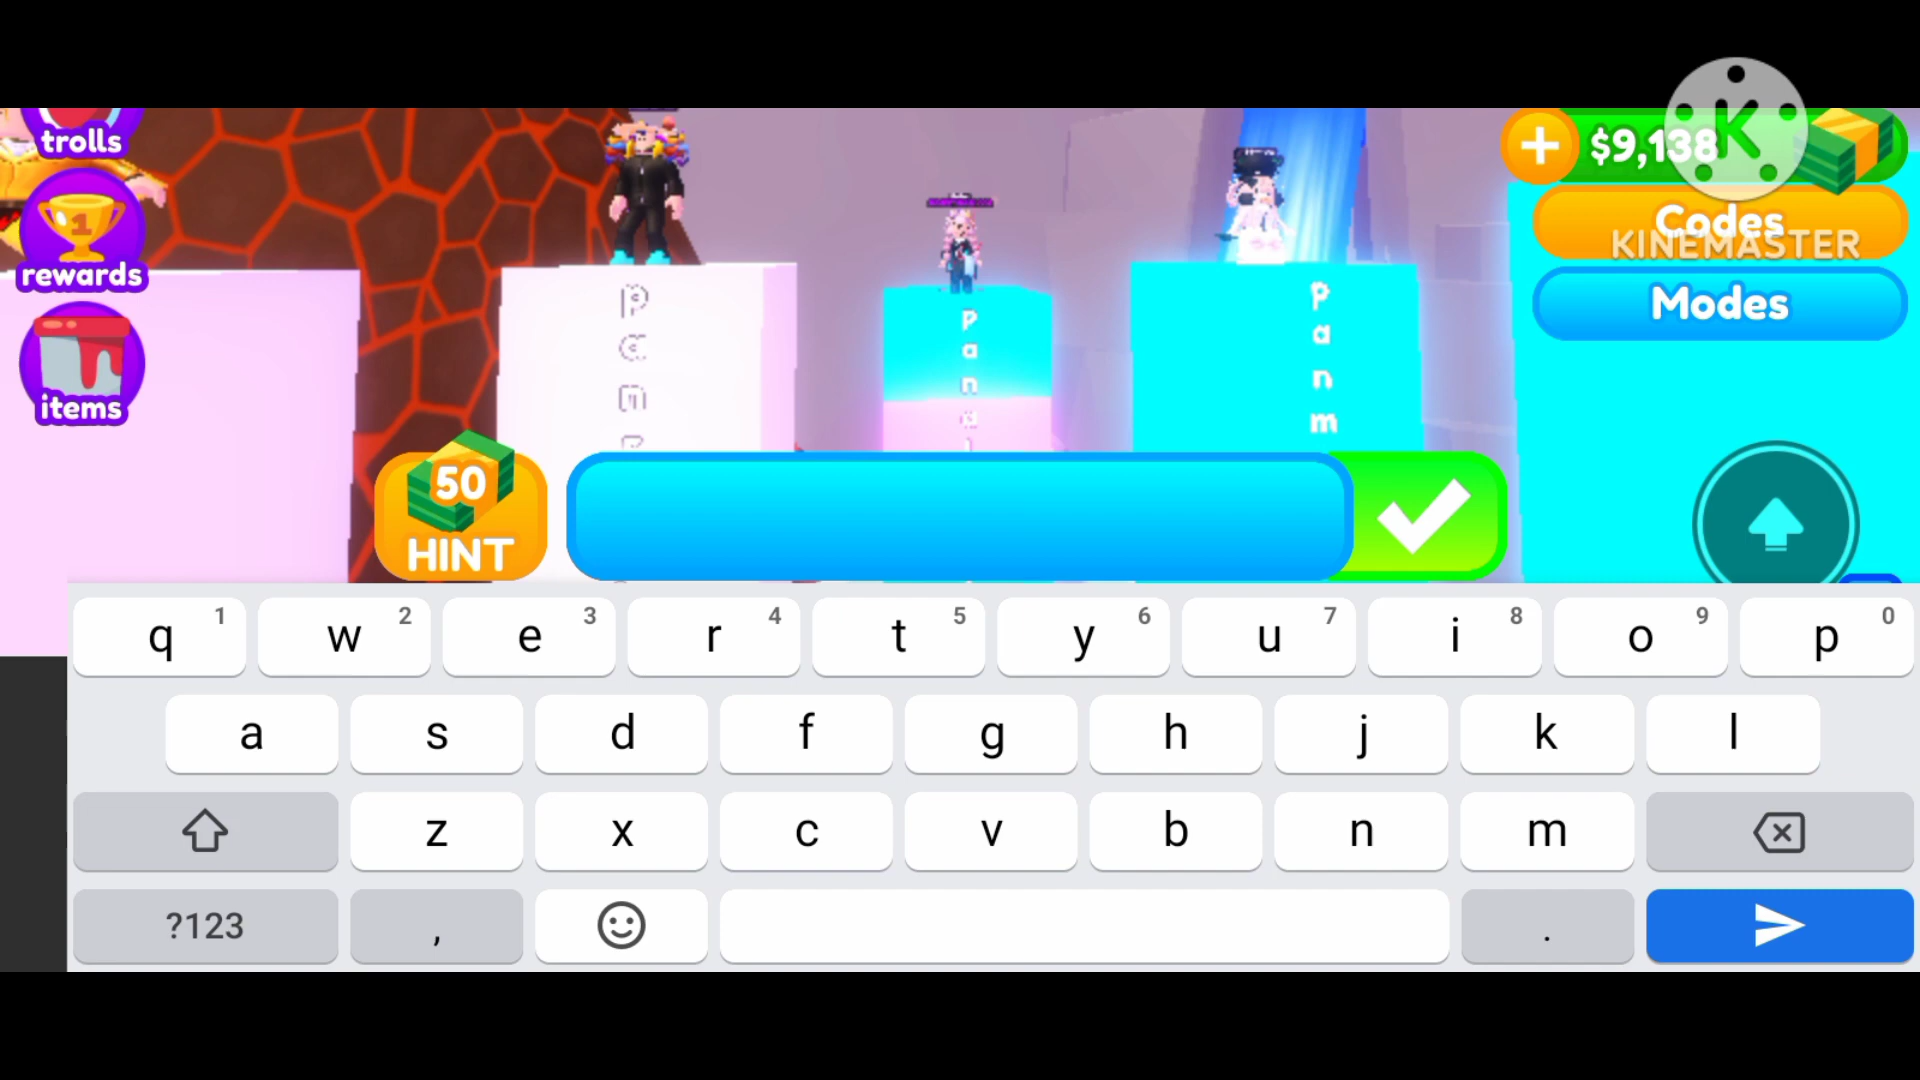 trolls
$9,138
K
1
rewards
Codes
KINEMASTER
Modes
items
p
a
n
p
a
n
m
50
HINT
q 1 w 2 e 3 r 4 t 5 y 6 u 7 i 8 o 9 p 0
a s d f g h j k l
z x c v b n m
?123 , .